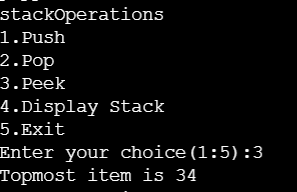 stackOperations
1.Push
2.Pop
3.Peek
4.Display Stack
5.Exit
Enter your choice(1:5):3
Topmost item is 34